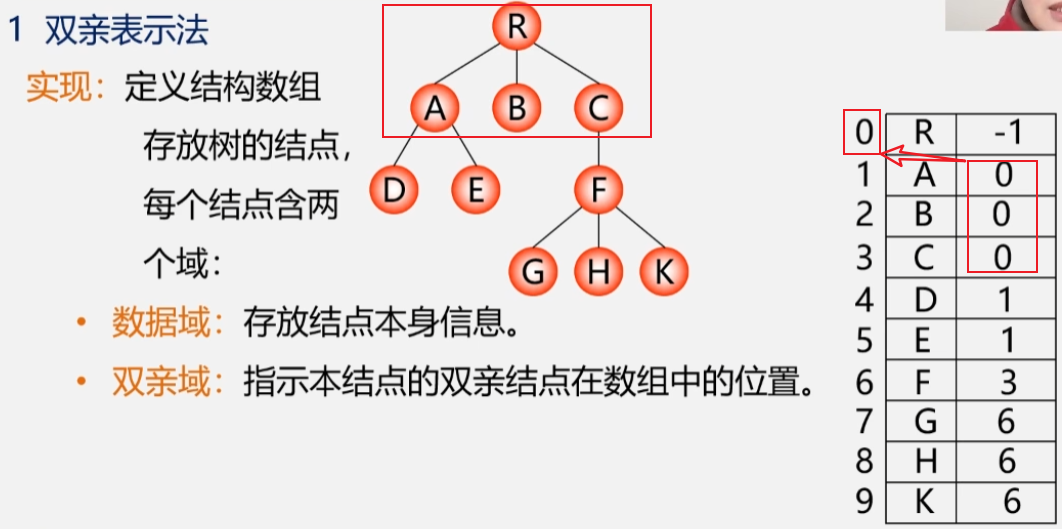 1 双亲表示法
实现：定义结构数组
存放树的结点，
每个结点含两
个域：
• 数据域：存放结点本身信息。
• 双亲域：指示本结点的双亲结点在数组中的位置。
R
A B C
D E F
G H K
0 R -1
1 A 0
2 B 0
3 C 0
4 D 1
5 E 1
6 F 3
7 G 6
8 H 6
9 K 6